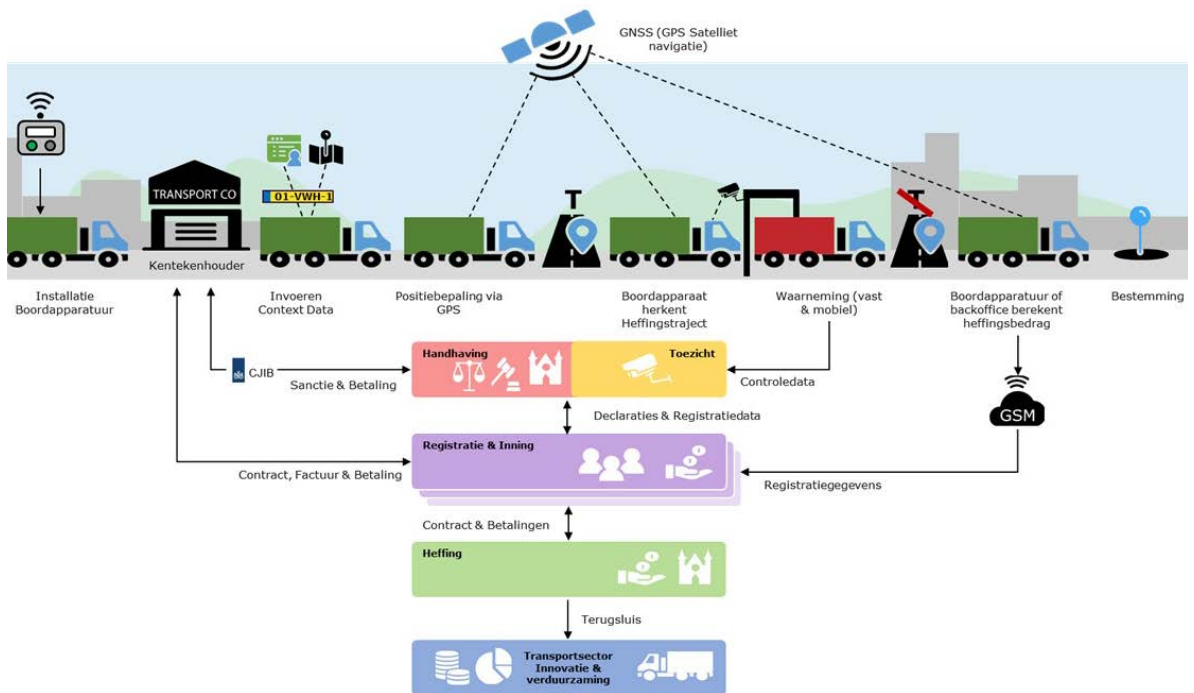 GNSS (GPS Satelliet
navigatie)
TRANSPORT CO
01-VWH-1
Kentekenhouder
Installatie
Boordapparatuur
Invoeren
Context Data
Positiebepaling via
GPS
Boordapparaat
herkent
Heffingstraject
Waarneming (vast
& mobiel)
Boordapparatuur of
backoffice berekent
heffingsbedrag
Bestemming
Handhaving
Toezicht
CJIB
Sanctie & Betaling
Controledata
GSM
Declaraties & Registratiedata
Registratie & Inning
Contract, Factuur & Betaling
Registratiegegevens
Contract & Betalingen
Heffing
Terugsluis
Transportsector
Innovatie &
verduurzaming